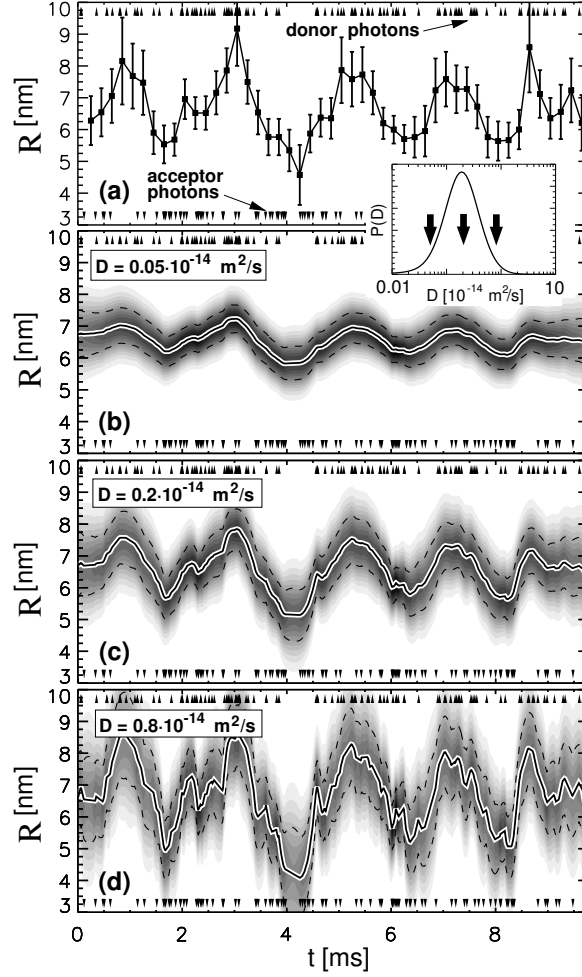 10
9
8
7
6
5
4
3
R [nm]
donor photons
acceptor
photons
(a)
P(D)
0.01
10
D [10⁻¹⁴ m²/s]
10
9
8
7
6
5
4
3
R [nm]
D = 0.05·10⁻¹⁴ m²/s
(b)
10
9
8
7
6
5
4
3
R [nm]
D = 0.2·10⁻¹⁴ m²/s
(c)
10
9
8
7
6
5
4
3
R [nm]
D = 0.8·10⁻¹⁴ m²/s
(d)
0
2
4
6
8
t [ms]